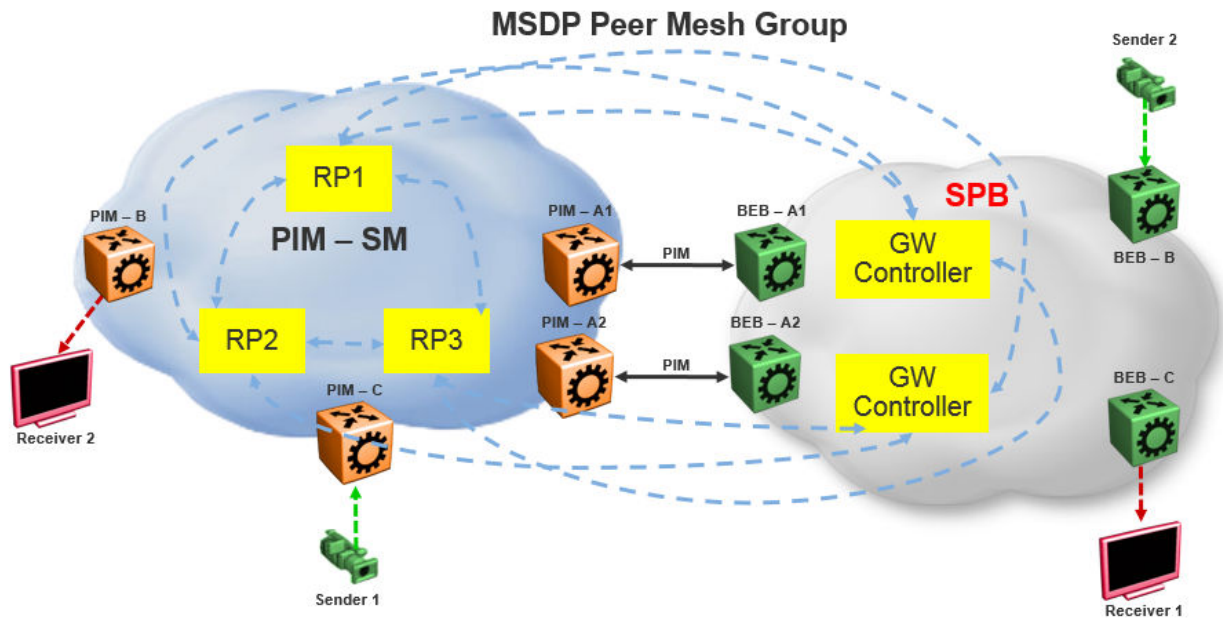 MSDP Peer Mesh Group
Sender 2
RP1
SPB
PIM – B
PIM – SM
PIM – A1
PIM
BEB – A1
GW
Controller
BEB – B
RP2
RP3
PIM – A2
PIM
BEB – A2
GW
Controller
PIM – C
BEB – C
Receiver 2
Sender 1
Receiver 1